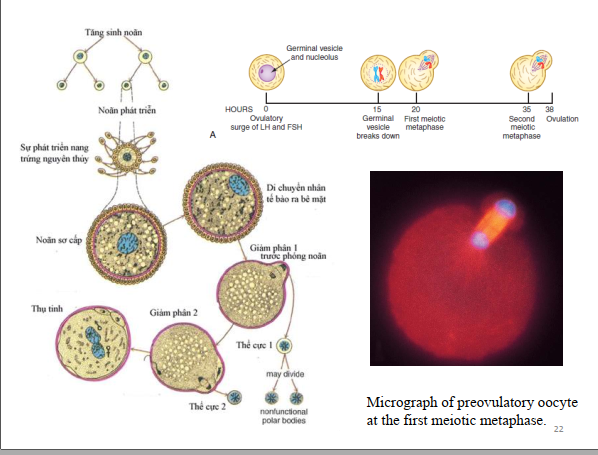 Tăng sinh noãn
Noãn phát triển
Sự phát triển nang
trứng nguyên thủy
Di chuyển nhân
tế bào ra bề mặt
Noãn sơ cấp
Giảm phân 1
trước phóng noãn
Thụ tinh
Giảm phân 2
Thể cực 1
may divide
Thể cực 2
nonfunctional
polar bodies
Germinal vesicle
and nucleolus
HOURS 0 15 20 35 38
Ovulatory
surge of LH and FSH
Germinal
vesicle
breaks down
First meiotic
metaphase
Second
meiotic
metaphase
Ovulation
A
Micrograph of preovulatory oocyte
at the first meiotic metaphase.
22